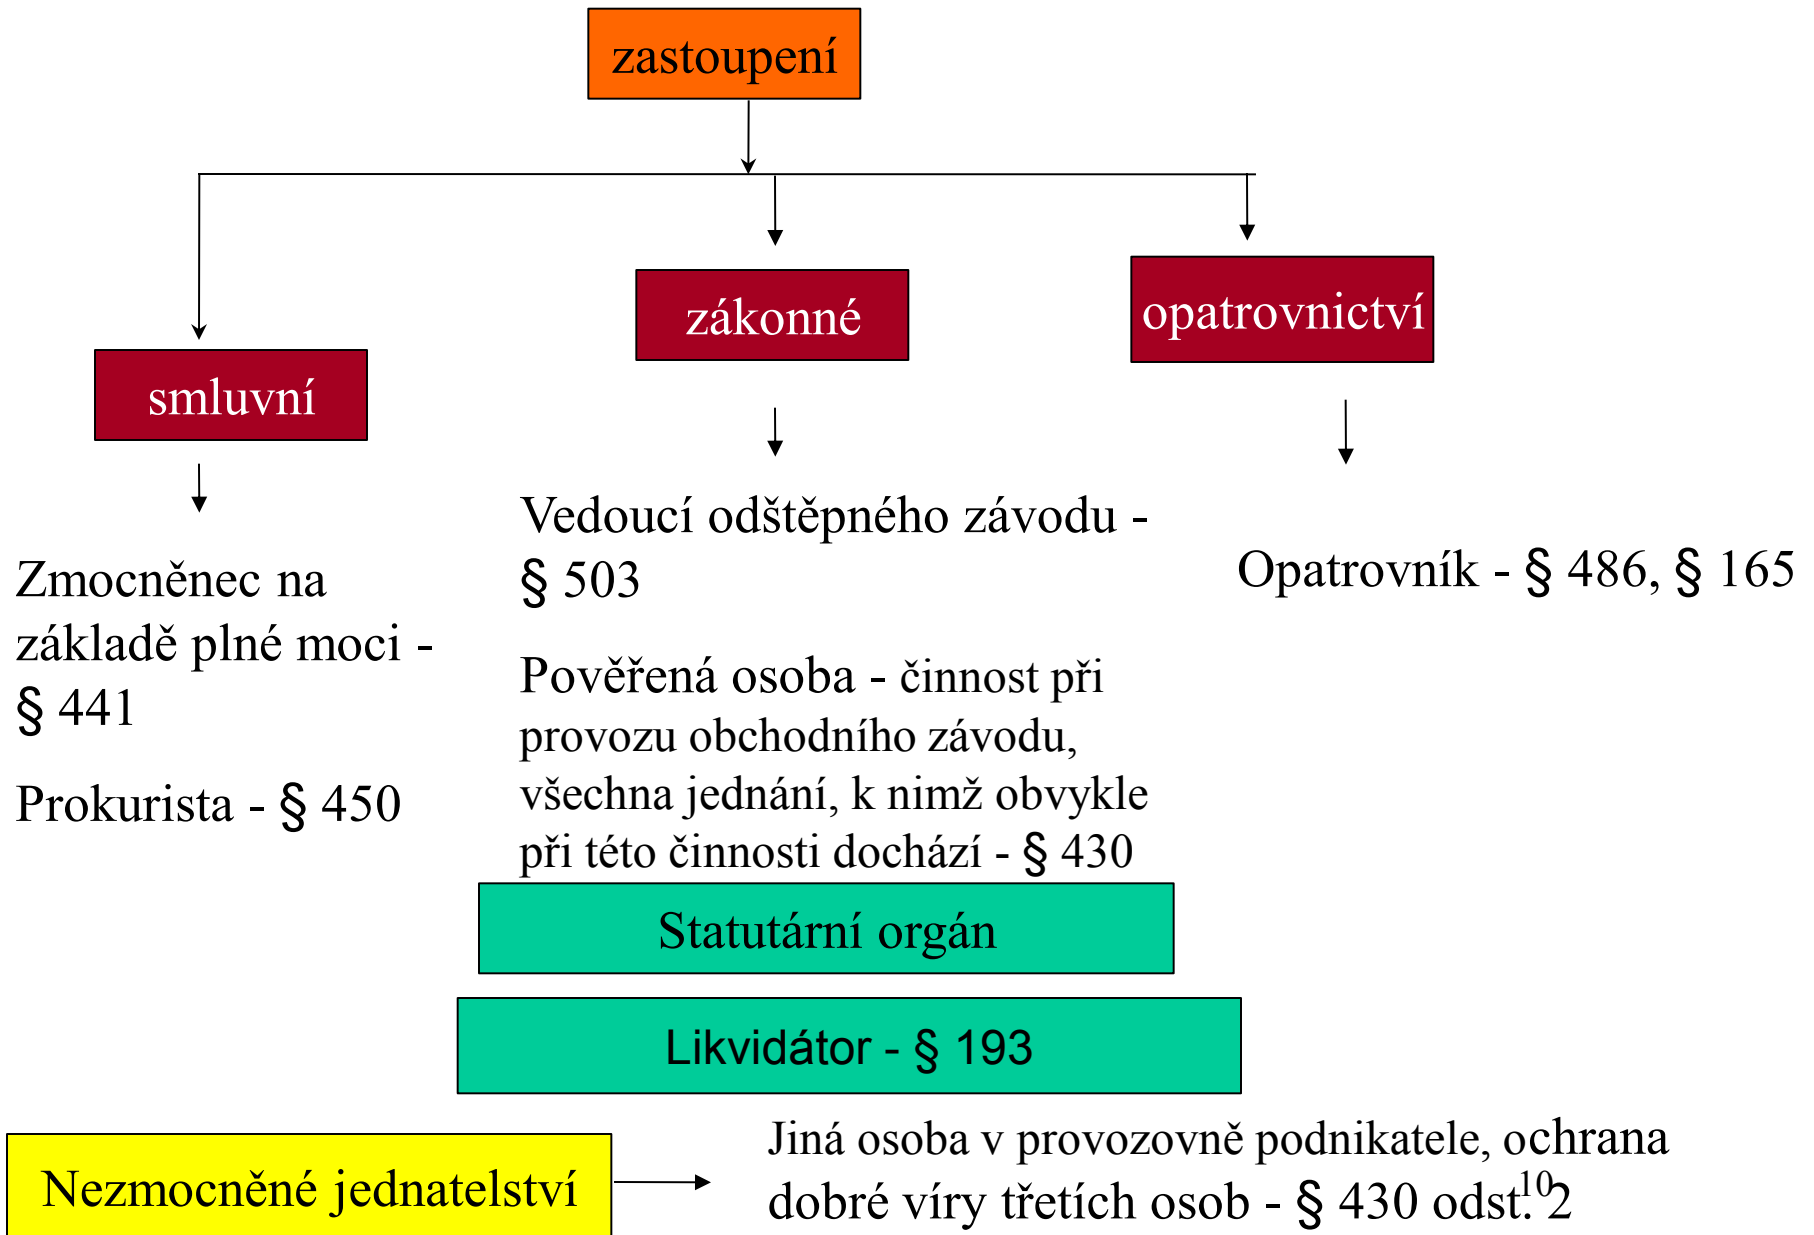 zastoupení
smluvní
zákonné
opatrovnictví
Zmocněnec na
základě plné moci -
§ 441
Prokurista - § 450
Vedoucí odštěpného závodu -
§ 503
Pověřená osoba - činnost při
provozu obchodního závodu,
všechna jednání, k nimž obvykle
při této činnosti dochází - § 430
Opatrovník - § 486, § 165
Statutární orgán
Likvidátor - § 193
Nezmocněné jednatelství
Jiná osoba v provozovně podnikatele, ochrana
dobré víry třetích osob - § 430 odst. 2
10